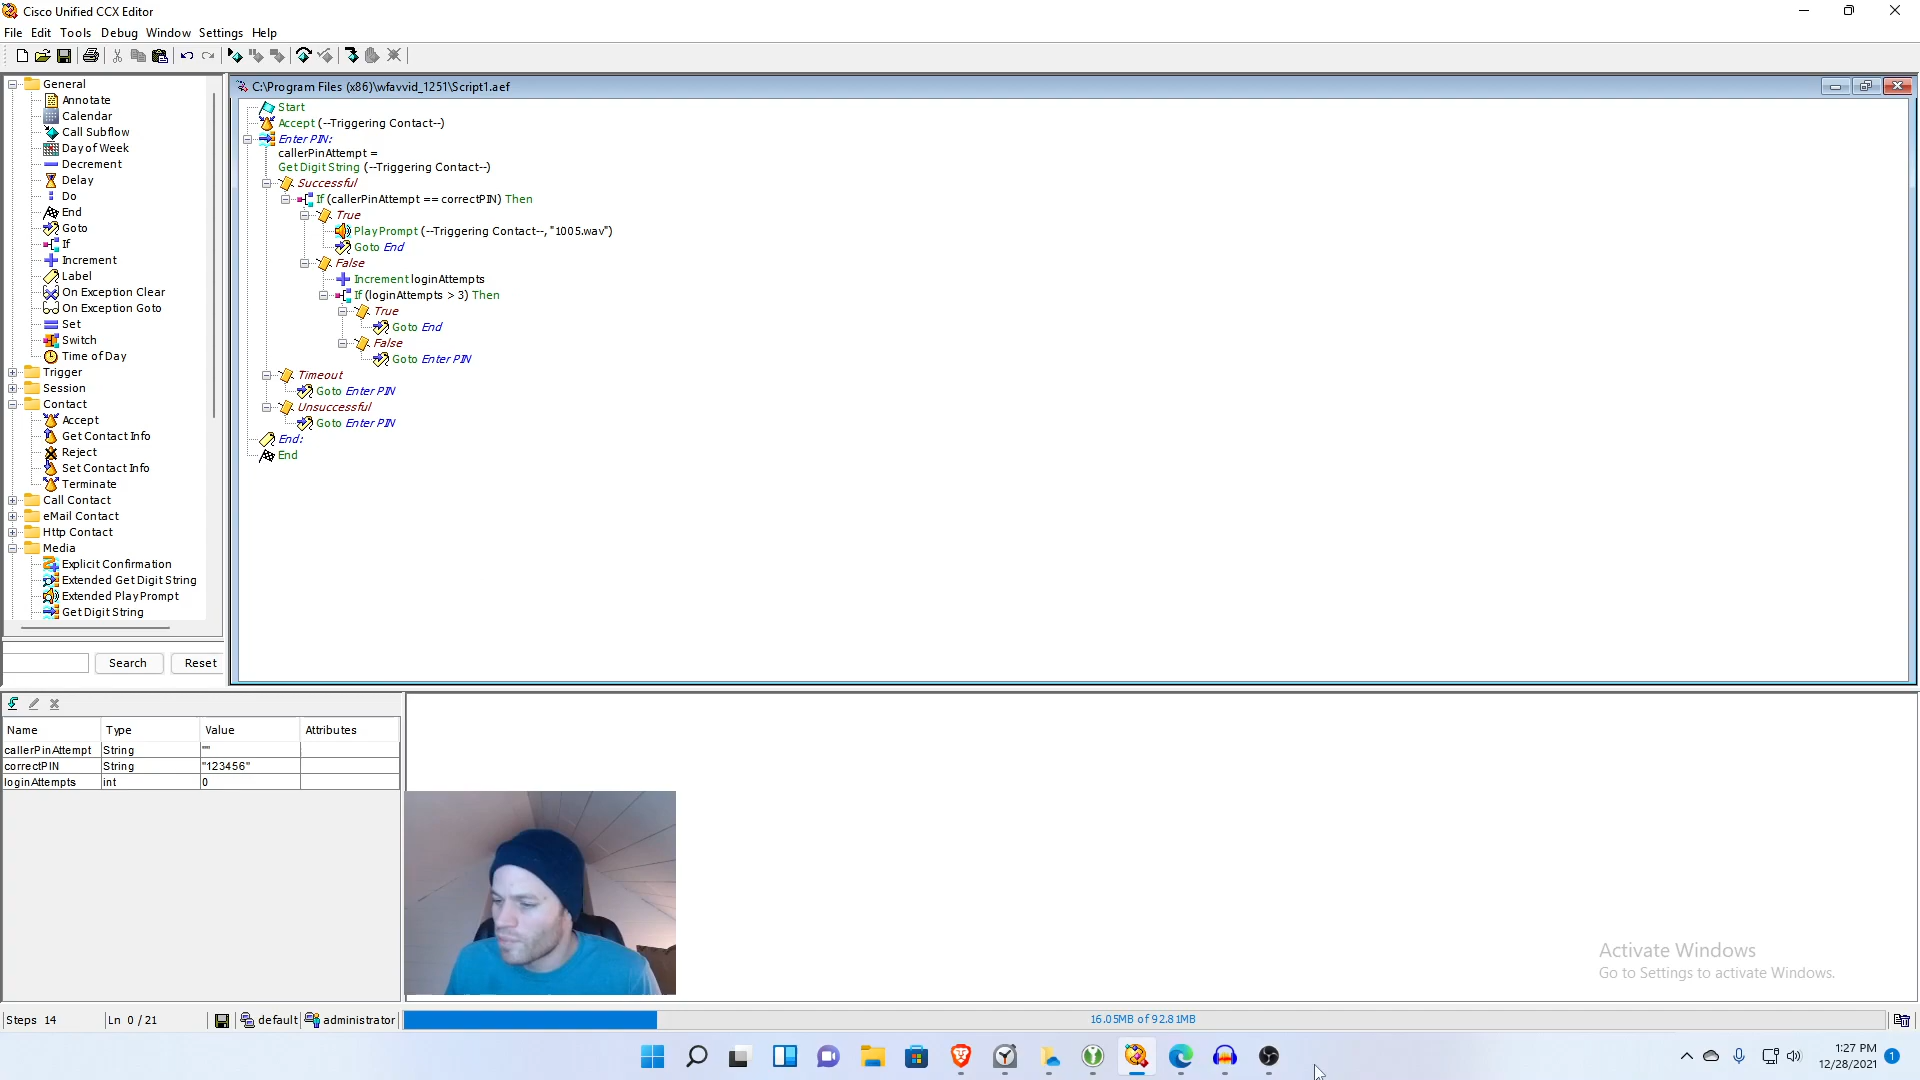 Cisco Unified CCX Editor
File Edit Tools Debug Window Settings Help
General
Annotate
Calendar
Call Subflow
Day of Week
Decrement
Delay
Do
End
Goto
If
Increment
Label
On Exception Clear
On Exception Goto
Set
Switch
Time of Day
Trigger
Session
Contact
Accept
Get Contact Info
Reject
Set Contact Info
Terminate
Call Contact
eMail Contact
Http Contact
Media
Explicit Confirmation
Extended Get Digit String
Extended Play Prompt
Get Digit String
Search Reset
C:\Program Files (x86)\wfavvid_1251\Script1.aef
Start
Accept (--Triggering Contact--)
Enter PIN:
callerPinAttempt =
Get Digit String (--Triggering Contact--)
Successful
If (callerPinAttempt == correctPIN) Then
True
Play Prompt (--Triggering Contact--, "1005.wav")
Goto End
False
Increment loginAttempts
If (loginAttempts > 3) Then
True
Goto End
False
Goto Enter PIN
Timeout
Goto Enter PIN
Unsuccessful
Goto Enter PIN
End:
End
Name Type Value Attributes
callerPinAttempt String ""
correctPIN String "123456"
loginAttempts int 0
Activate Windows
Go to Settings to activate Windows.
Steps 14 Ln 0 / 21 default administrator 16.05MB of 92.81MB
1:27 PM
12/28/2021 1